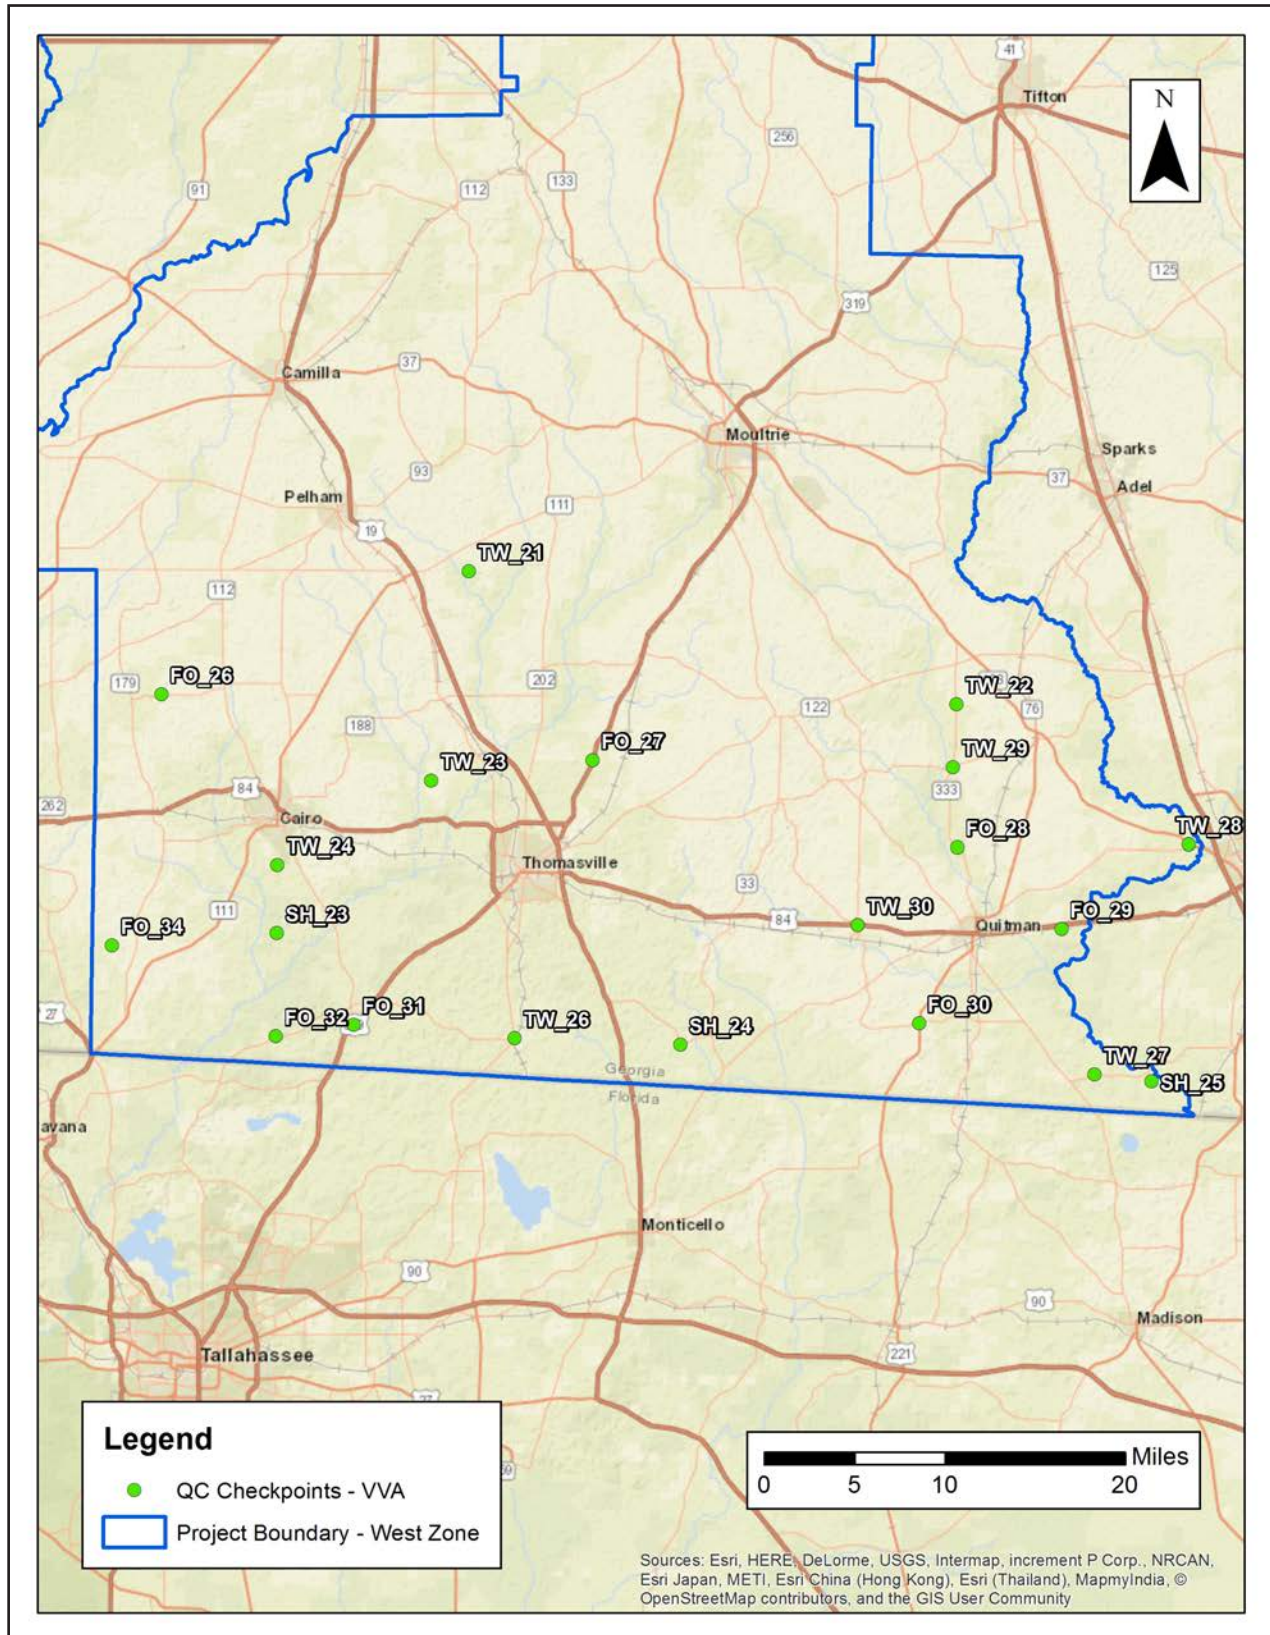 41
Tifton
N
256
133
112
91
125
319
Camilla
37
Moultrie
Sparks
93
37
Adel
Pelham
111
19
TW_21
112
FO_26
179
202
TW_22
122
76
188
FO_27
TW_23
TW_29
84
333
262
Cairo
TW_28
FO_28
TW_24
Thomasville
33
111
SH_23
84
TW_30
Quitman
FO_29
FO_34
27
FO_32
FO_31
TW_26
SH_24
FO_30
Georgia
Florida
TW_27
SH_25
avana
Monticello
90
90
Madison
Tallahassee
221
27
Legend
QC Checkpoints - VVA
Project Boundary - West Zone
Miles
0 5 10 20
Sources: Esri, HERE, DeLorme, USGS, Intermap, increment P Corp., NRCAN,
Esri Japan, METI, Esri China (Hong Kong), Esri (Thailand), MapmyIndia, ©
OpenStreetMap contributors, and the GIS User Community